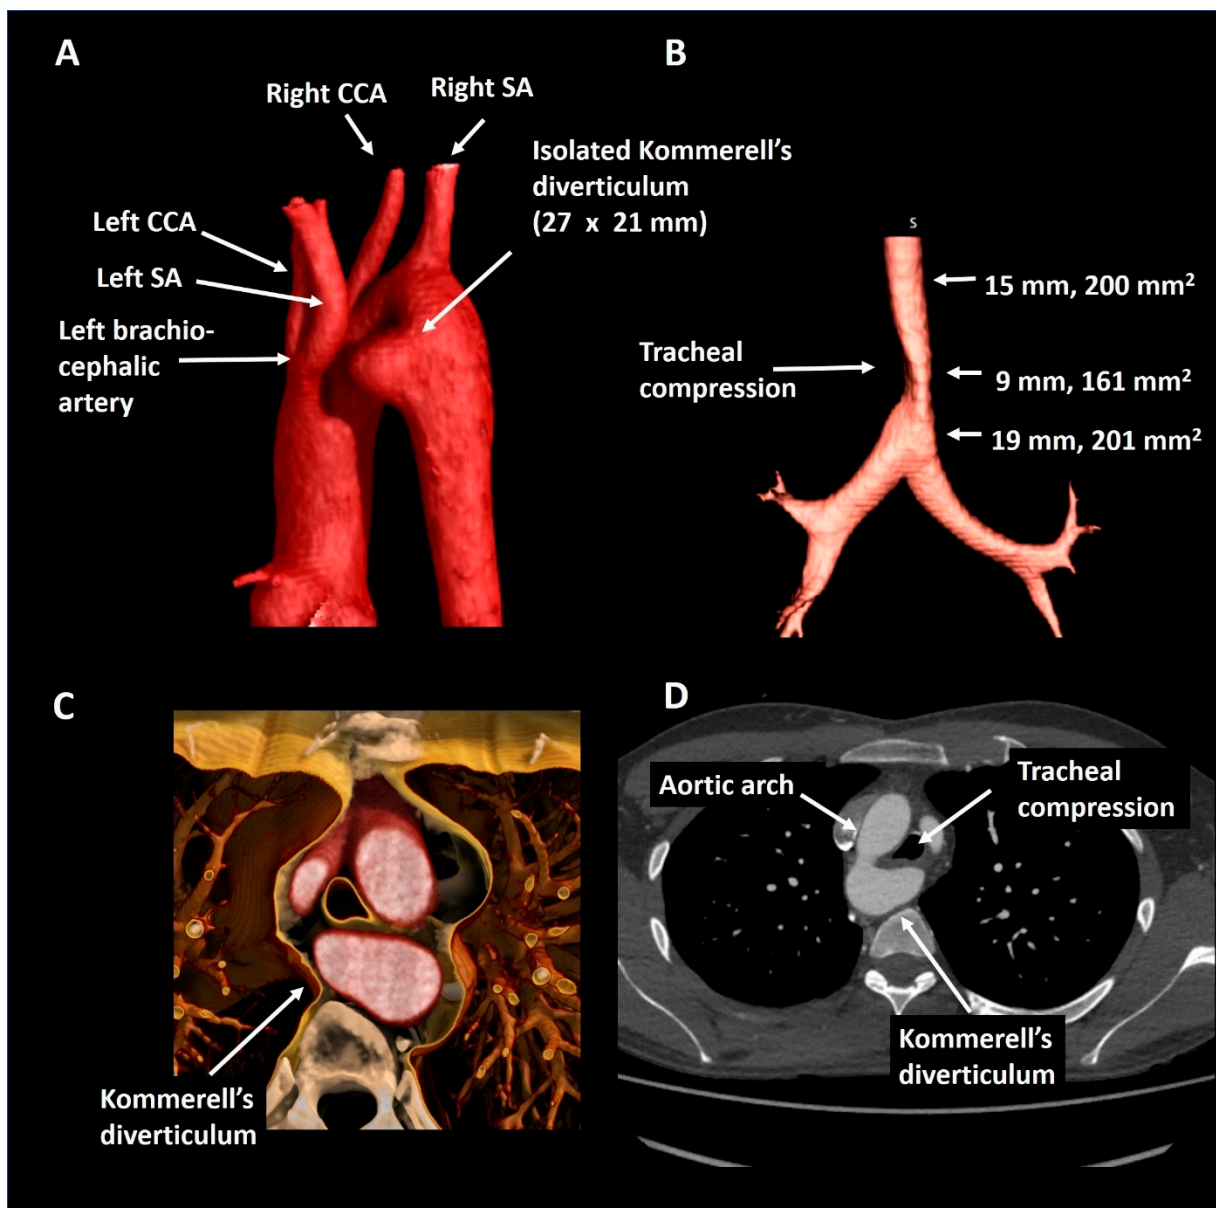 A
Right CCA
Right SA
Isolated Kommerell's
diverticulum
(27 x 21 mm)
Left CCA
Left SA
Left brachio-
cephalic
artery
B
S
15 mm, 200 mm²
Tracheal
compression
9 mm, 161 mm²
19 mm, 201 mm²
C
Kommerell's
diverticulum
D
Aortic arch
Tracheal
compression
Kommerell's
diverticulum